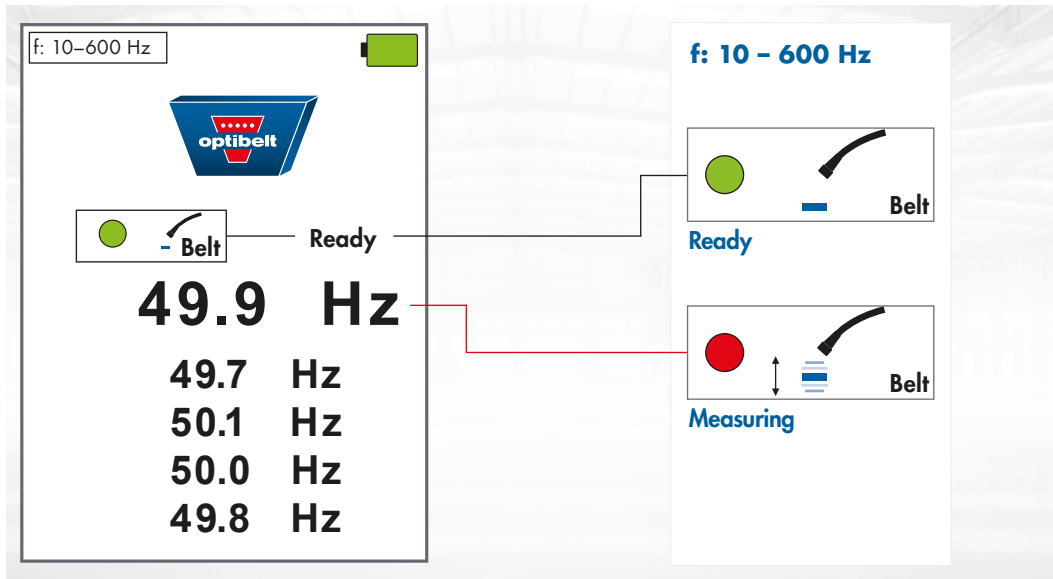 f: 10–600 Hz
optibelt
Belt
Ready
49.9 Hz
49.7 Hz
50.1 Hz
50.0 Hz
49.8 Hz
f: 10 – 600 Hz
Belt
Ready
Belt
Measuring